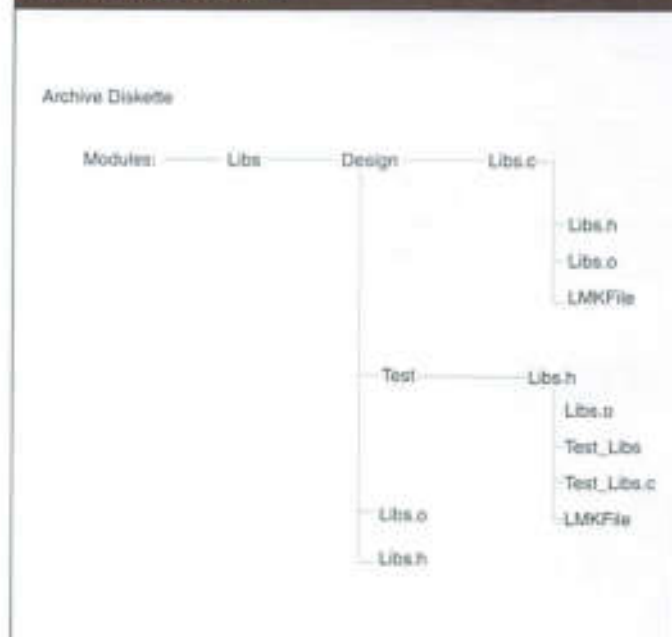 Archive Diskette
Modules: Libs Design Libs.c
Libs.h
Libs.o
LMKFile
Test Libs.h
Libs.o
Test_Libs
Test_Libs.c
LMKFile
Libs.o
Libs.h